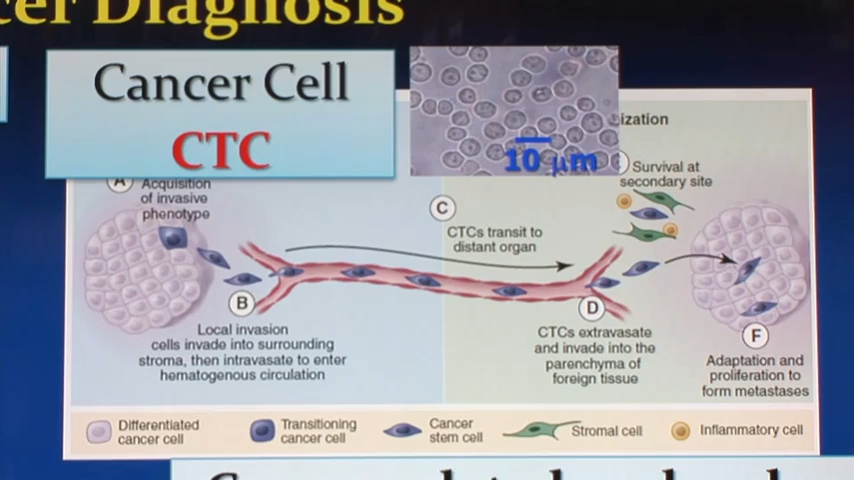 cer Diagnosis
Cancer Cell
CTC
10 μm
ization
A
Acquisition
of invasive
phenotype
B
Local invasion
cells invade into surrounding
stroma, then intravasate to enter
hematogenous circulation
C
CTCs transit to
distant organ
D
CTCs extravasate
and invade into the
parenchyma of
foreign tissue
Survival at
secondary site
F
Adaptation and
proliferation to
form metastases
Differentiated
cancer cell
Transitioning
cancer cell
Cancer
stem cell
Stromal cell
Inflammatory cell